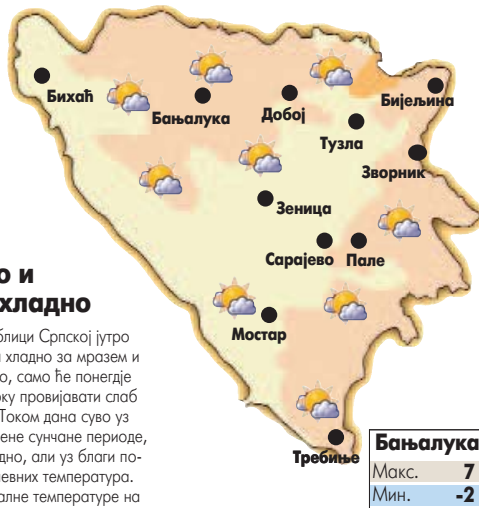 Бихаћ
Бањалука
Добој
Бијељина
Тузла
Зворник
Зеница
Сарајево Пале
Мостар
Требиње
о и
хладно
блици Српској јутро
хладно за мразем и
о, само ће понегдје
ку провијавати слаб
Током дана суво уз
ене сунчане периоде,
дно, али уз благи по-
невних температура.
алне температуре на
Бањалука
Макс. 7
Мин. -2